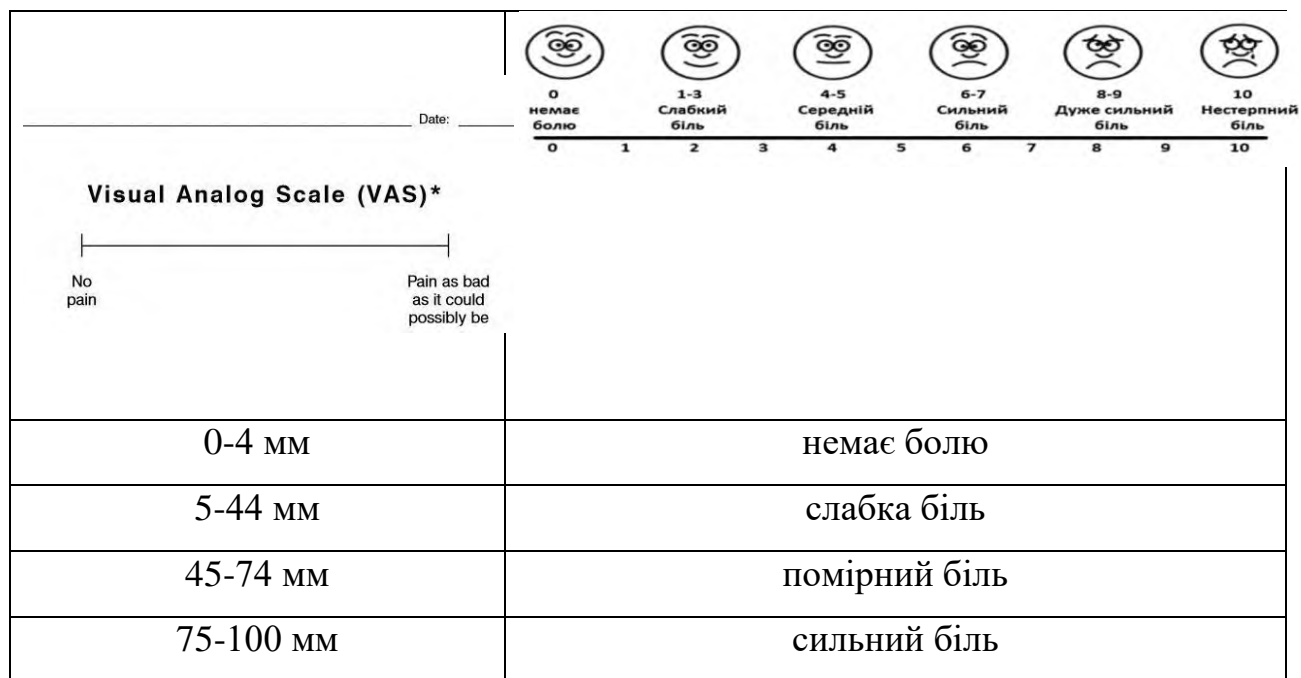 Date:
Visual Analog Scale (VAS)*
No pain
Pain as bad
as it could
possibly be
0 1-3 4-5 6-7 8-9 10
немає Слабкий Середній Сильний Дуже сильний Нестерпний
болю біль біль біль біль біль
0 1 2 3 4 5 6 7 8 9 10
0-4 мм немає болю
5-44 мм слабка біль
45-74 мм помірний біль
75-100 мм сильний біль